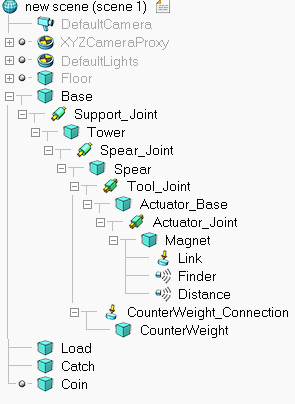 new scene (scene 1)
DefaultCamera
XYZCameraProxy
DefaultLights
Floor
Base
Support_Joint
Tower
Spear_Joint
Spear
Tool_Joint
Actuator_Base
Actuator_Joint
Magnet
Link
Finder
Distance
CounterWeight_Connection
CounterWeight
Load
Catch
Coin